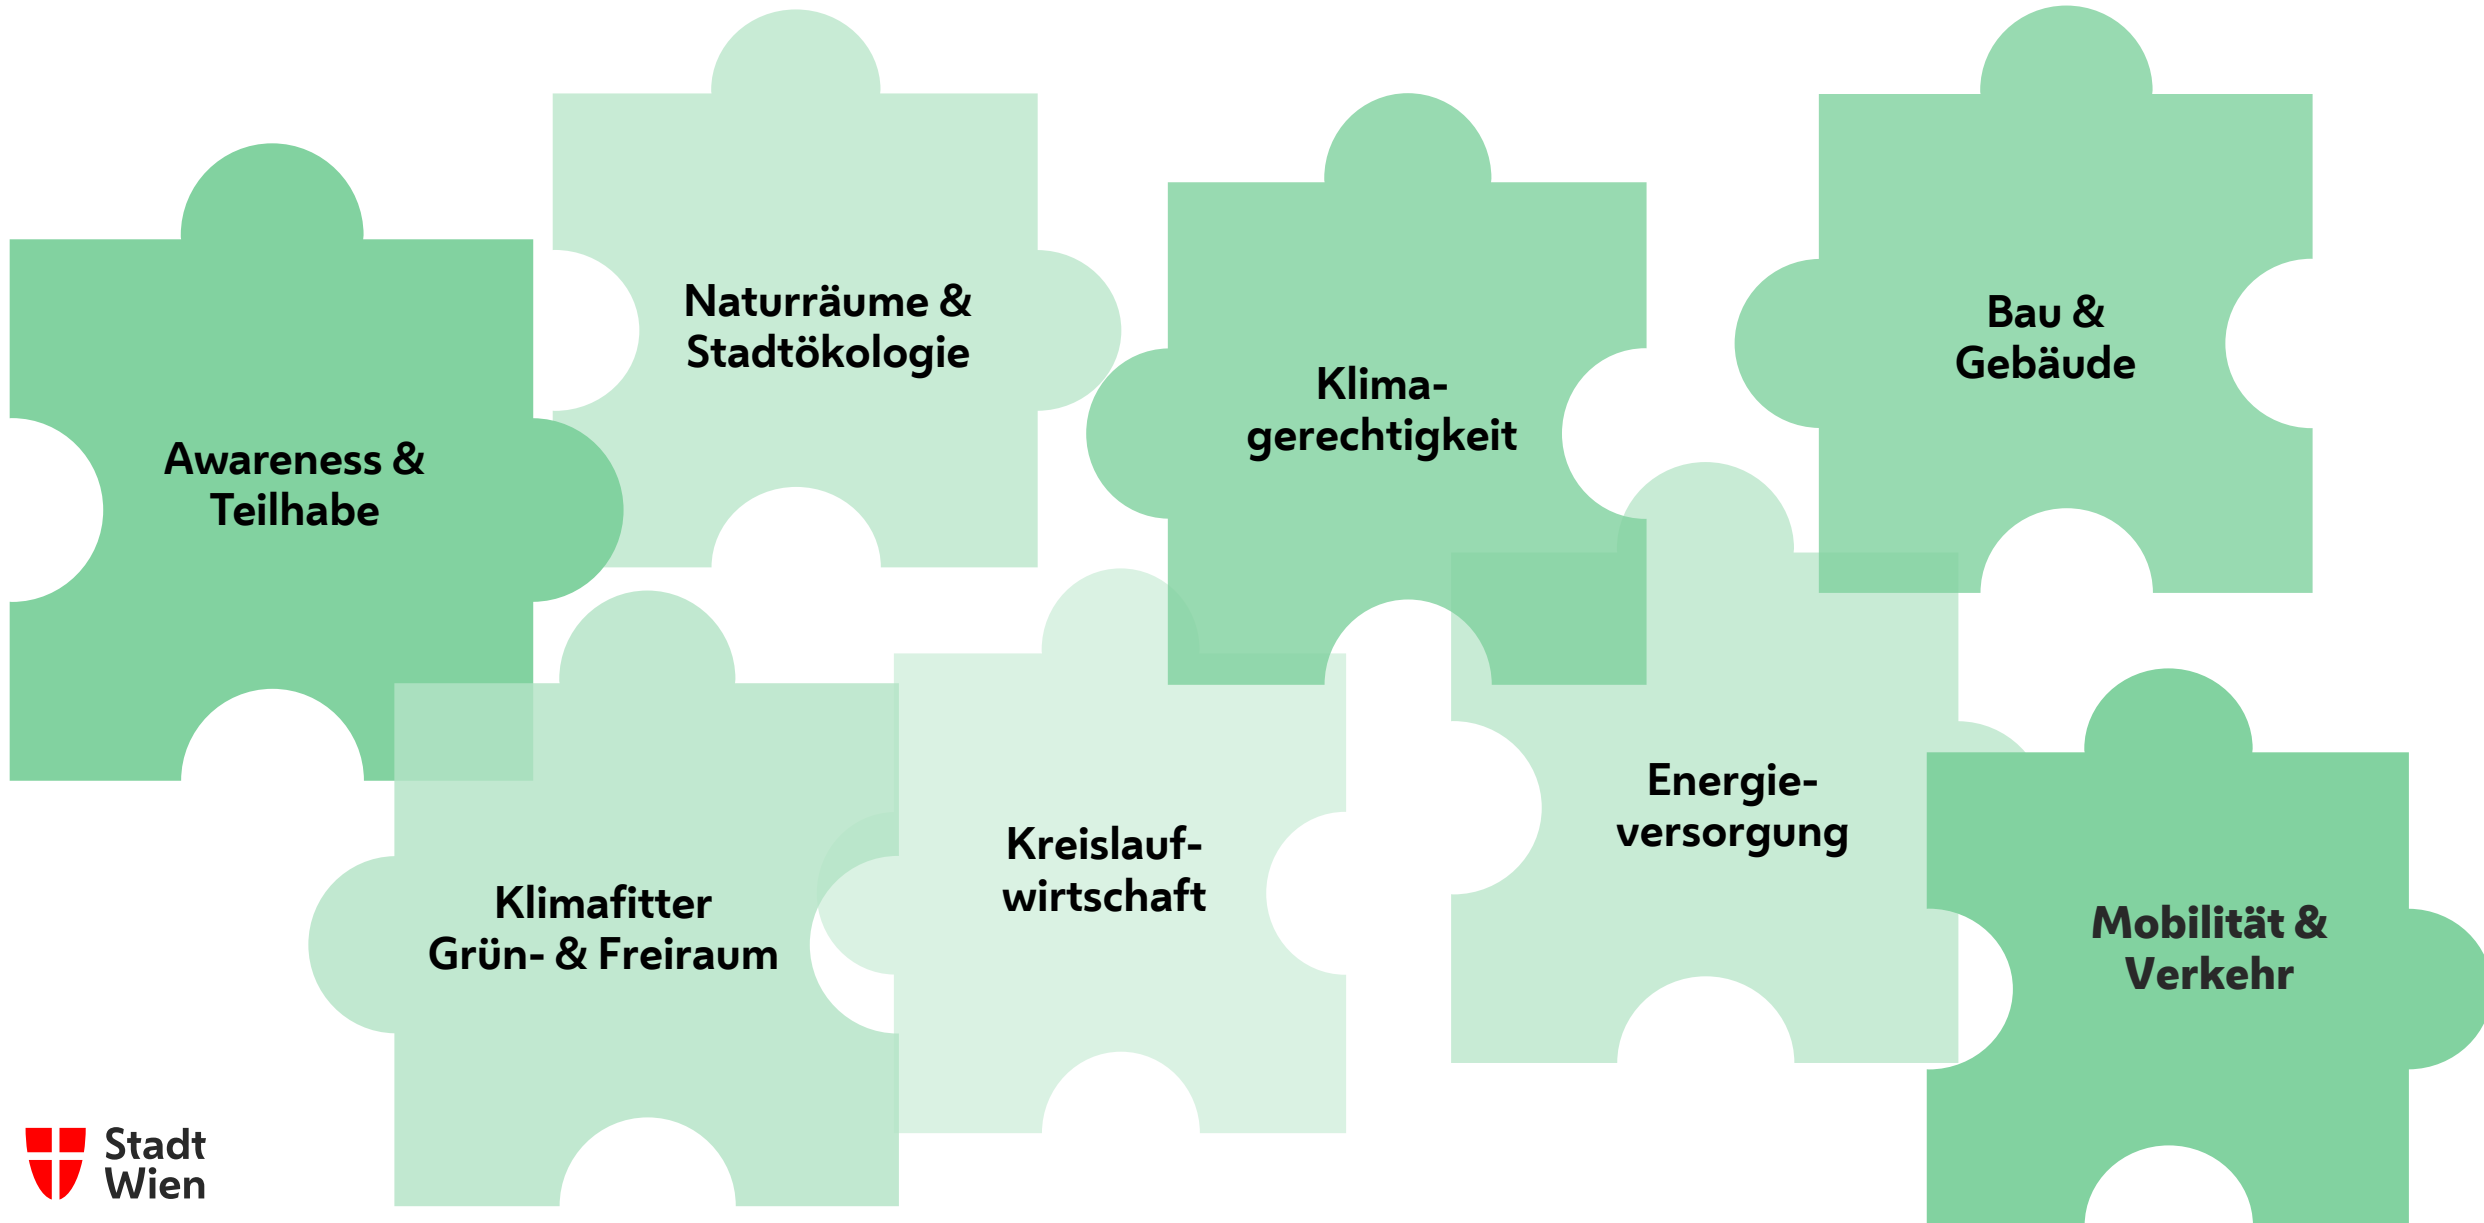 Naturräume &
Stadtökologie
Bau &
Gebäude
Klima-
gerechtigkeit
Awareness &
Teilhabe
Energie-
versorgung
Kreislauf-
wirtschaft
Klimafitter
Grün- & Freiraum
Mobilität &
Verkehr
Stadt
Wien